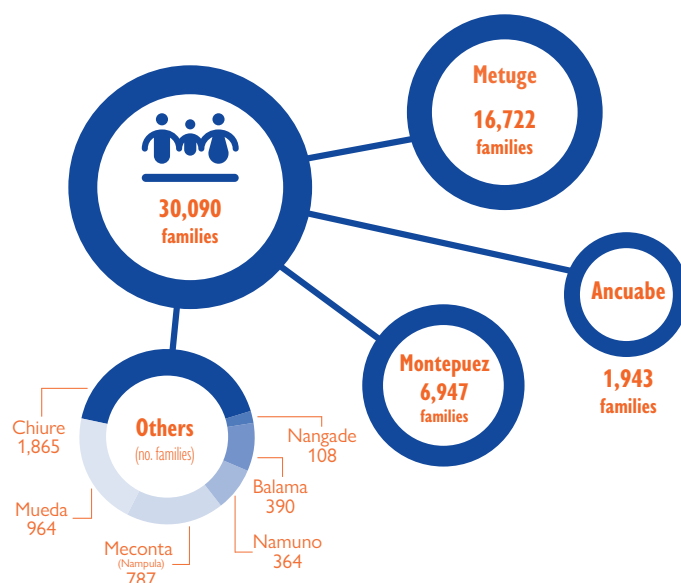 30,090
families
Metuge
16,722
families
Ancuabe
1,943
families
Montepuez
6,947
families
Others
(no. families)
Chiure
1,865
Mueda
964
Meconta
(Nampula)
787
Namuno
364
Balama
390
Nangade
108